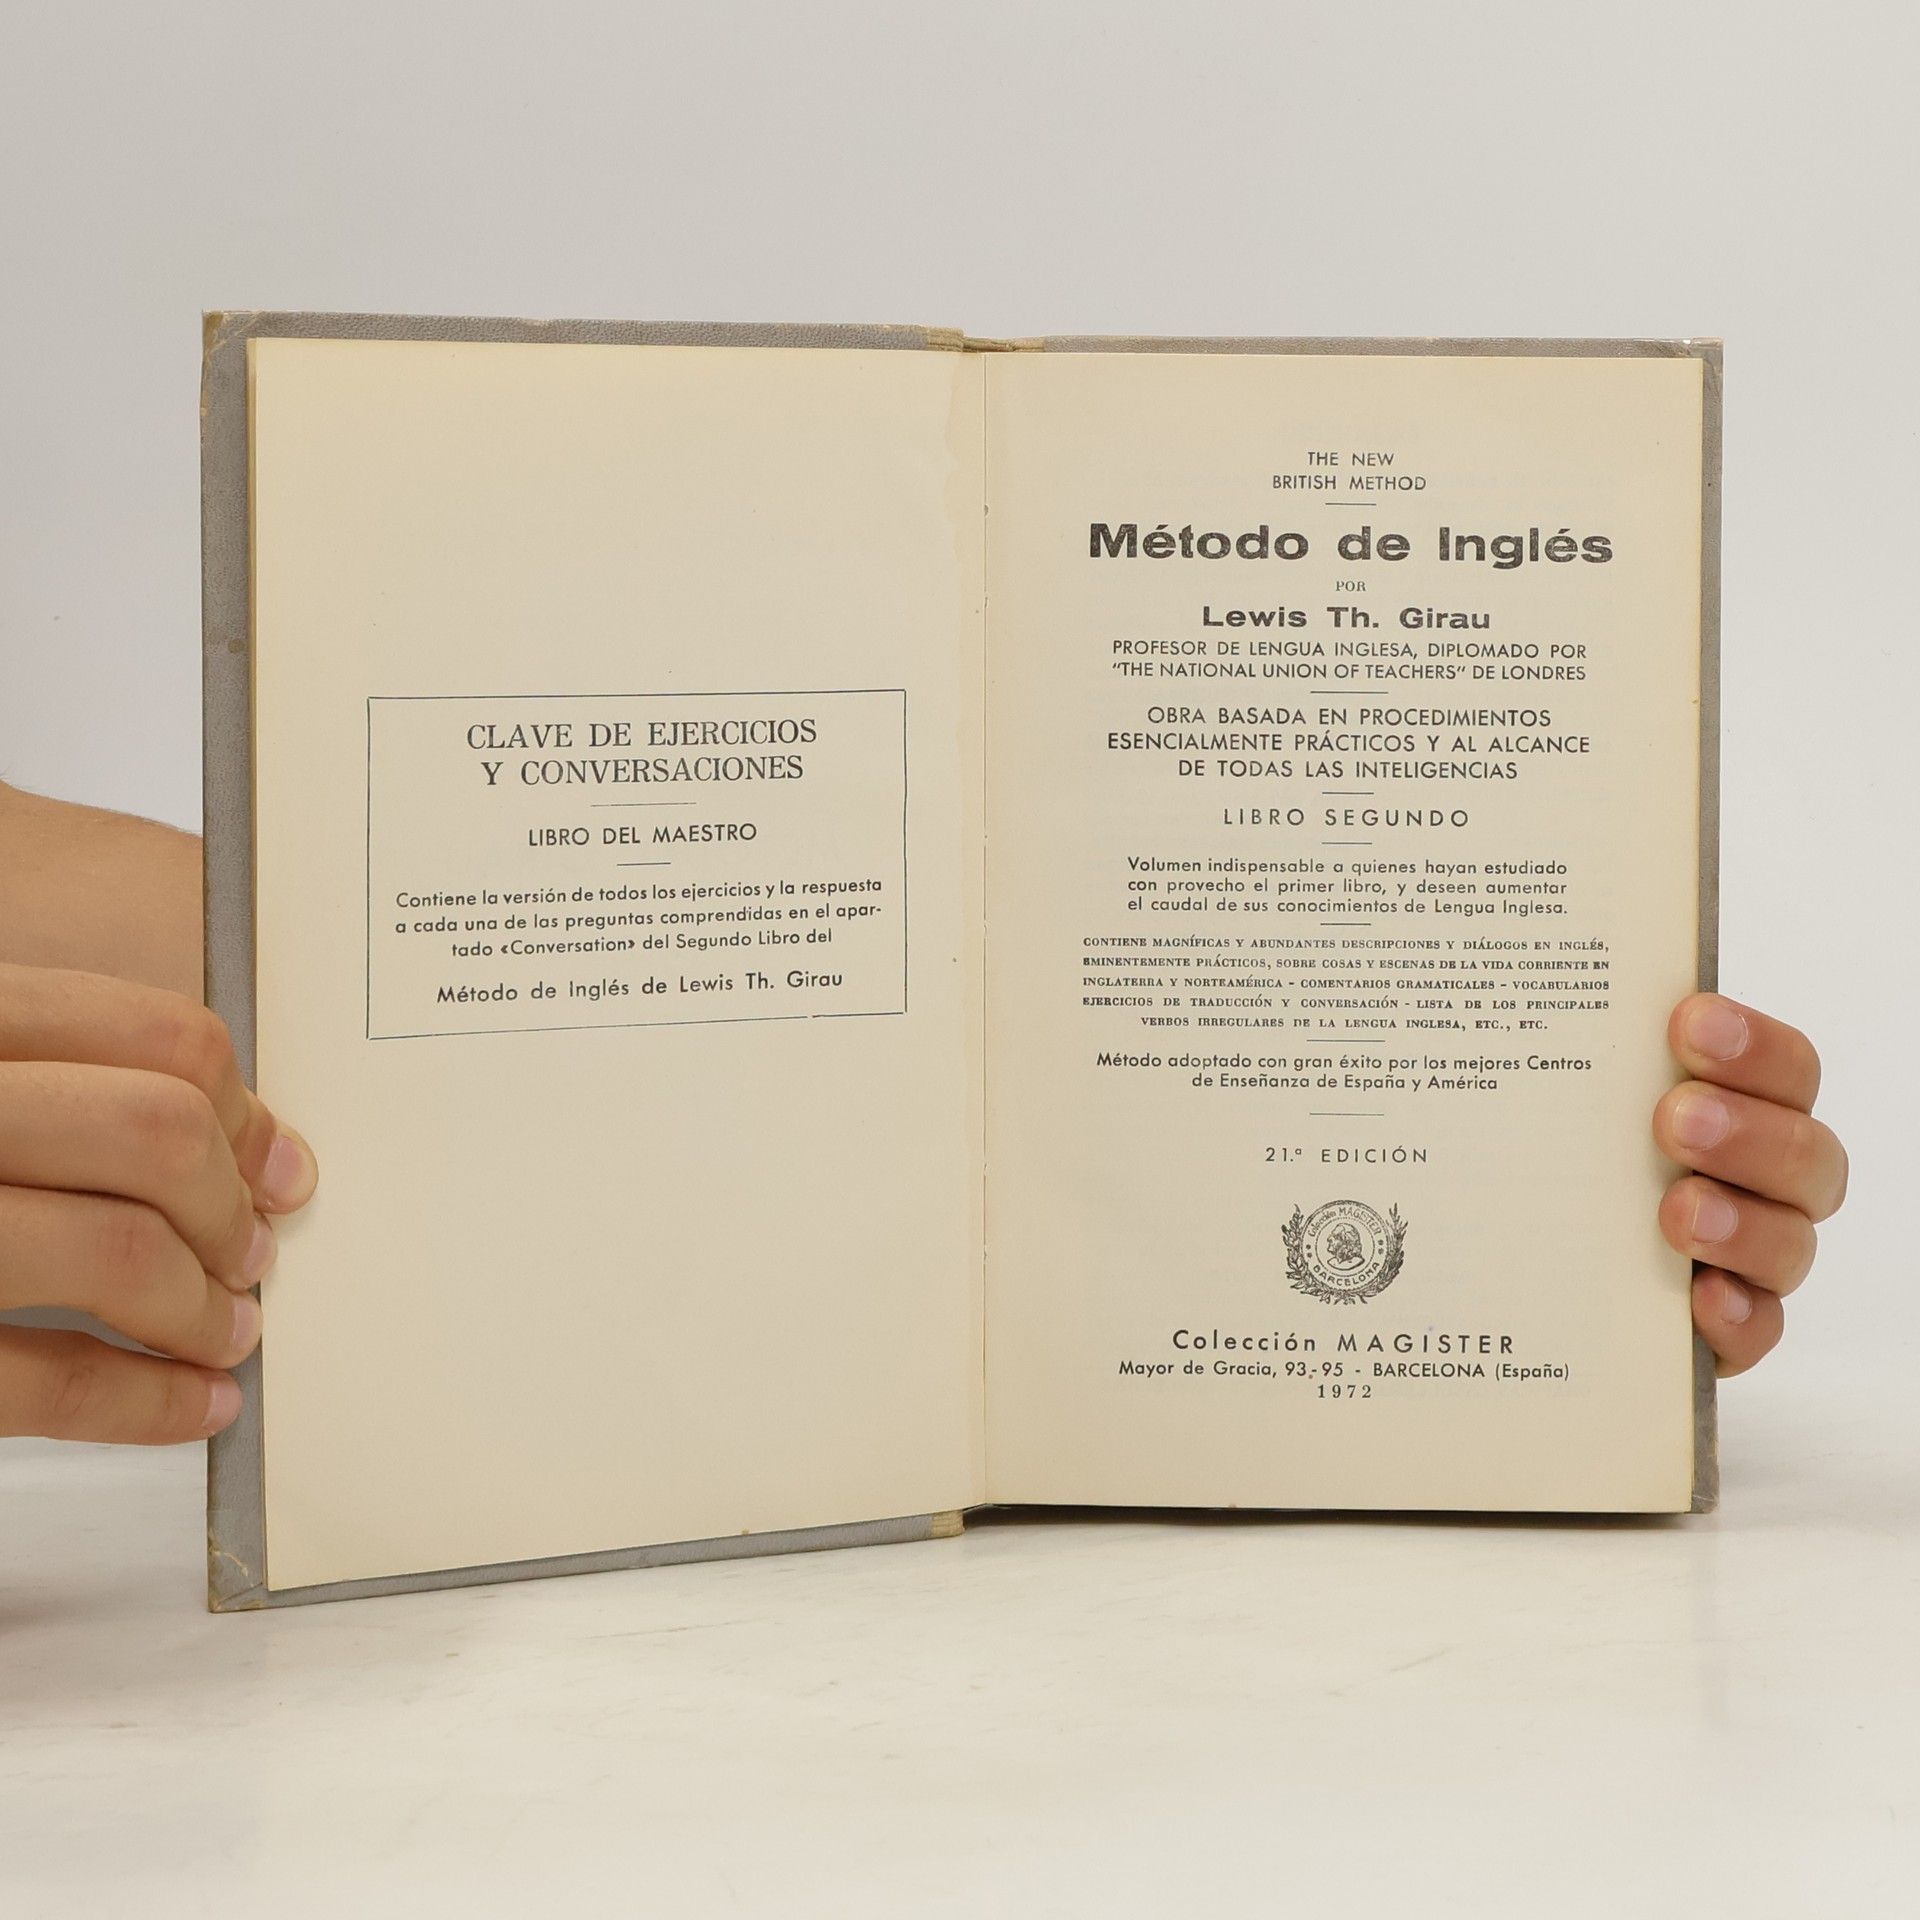 CLAVE DE EJERCICIOS
Y CONVERSACIONES
LIBRO DEL MAESTRO
Contiene la versión de todos los ejercicios y la respuesta
a cada una de las preguntas comprendidas en el apar-
tado «Conversation» del Segundo Libro del
Método de Inglés de Lewis Th. Girau
THE NEW
BRITISH METHOD
Método de Inglés
POR
Lewis Th. Girau
PROFESOR DE LENGUA INGLESA, DIPLOMADO POR
"THE NATIONAL UNION OF TEACHERS" DE LONDRES
OBRA BASADA EN PROCEDIMIENTOS
ESENCIALMENTE PRÁCTICOS Y AL ALCANCE
DE TODAS LAS INTELIGENCIAS
LIBRO SEGUNDO
Volumen indispensable a quienes hayan estudiado
con provecho el primer libro, y deseen aumentar
el caudal de sus conocimientos de Lengua Inglesa.
CONTIENE MAGNÍFICAS Y ABUNDANTES DESCRIPCIONES Y DIÁLOGOS EN INGLÉS,
EMINENTEMENTE PRÁCTICOS, SOBRE COSAS Y ESCENAS DE LA VIDA CORRIENTE EN
INGLATERRA Y NORTEAMÉRICA - COMENTARIOS GRAMATICALES - VOCABULARIOS
EJERCICIOS DE TRADUCCIÓN Y CONVERSACIÓN - LISTA DE LOS PRINCIPALES
VERBOS IRREGULARES DE LA LENGUA INGLESA, ETC., ETC.
Método adoptado con gran éxito por los mejores Centros
de Enseñanza de España y América
21.ª EDICIÓN
Colección MAGISTER
BARCELONA
Colección MAGISTER
Mayor de Gracia, 93-95 - BARCELONA (España)
1972